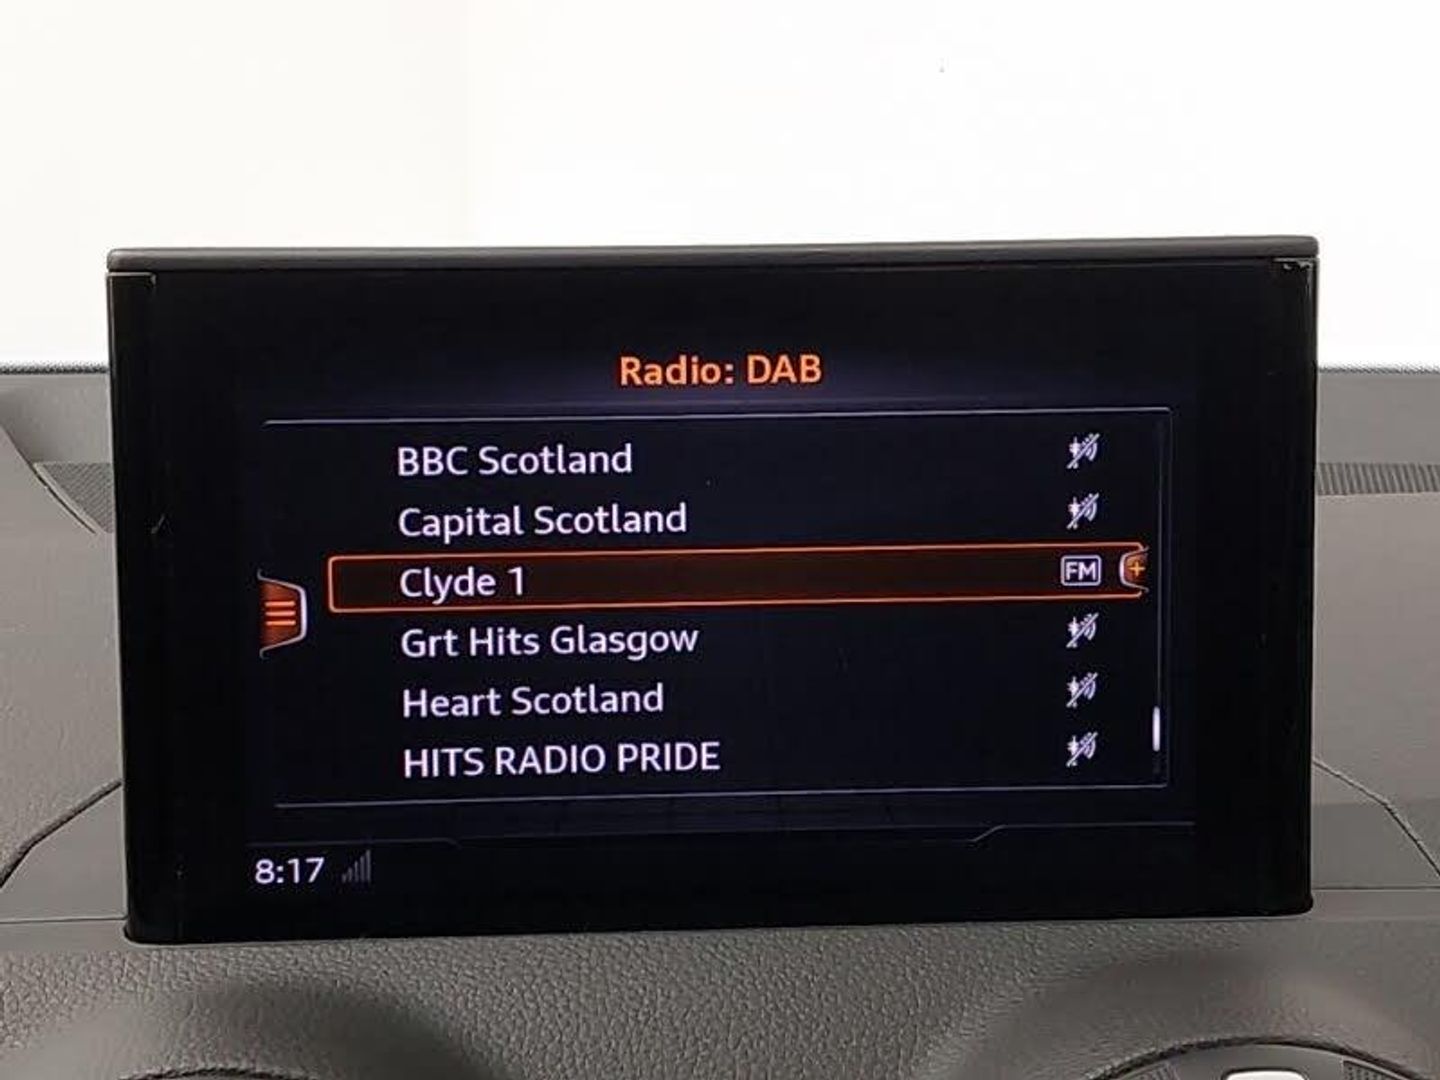 Radio: DAB
BBC Scotland
Capital Scotland
Clyde 1 FM +
Grt Hits Glasgow
Heart Scotland
HITS RADIO PRIDE
8:17